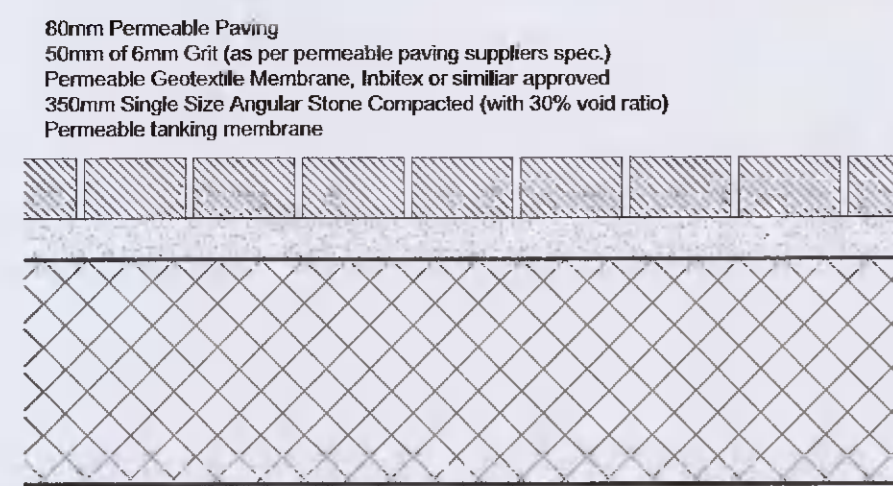 80mm Permeable Paving
50mm of 6mm Grit (as per permeable paving suppliers spec.)
Permeable Geotextile Membrane, Inbitex or similiar approved
350mm Single Size Angular Stone Compacted (with 30% void ratio)
Permeable tanking membrane